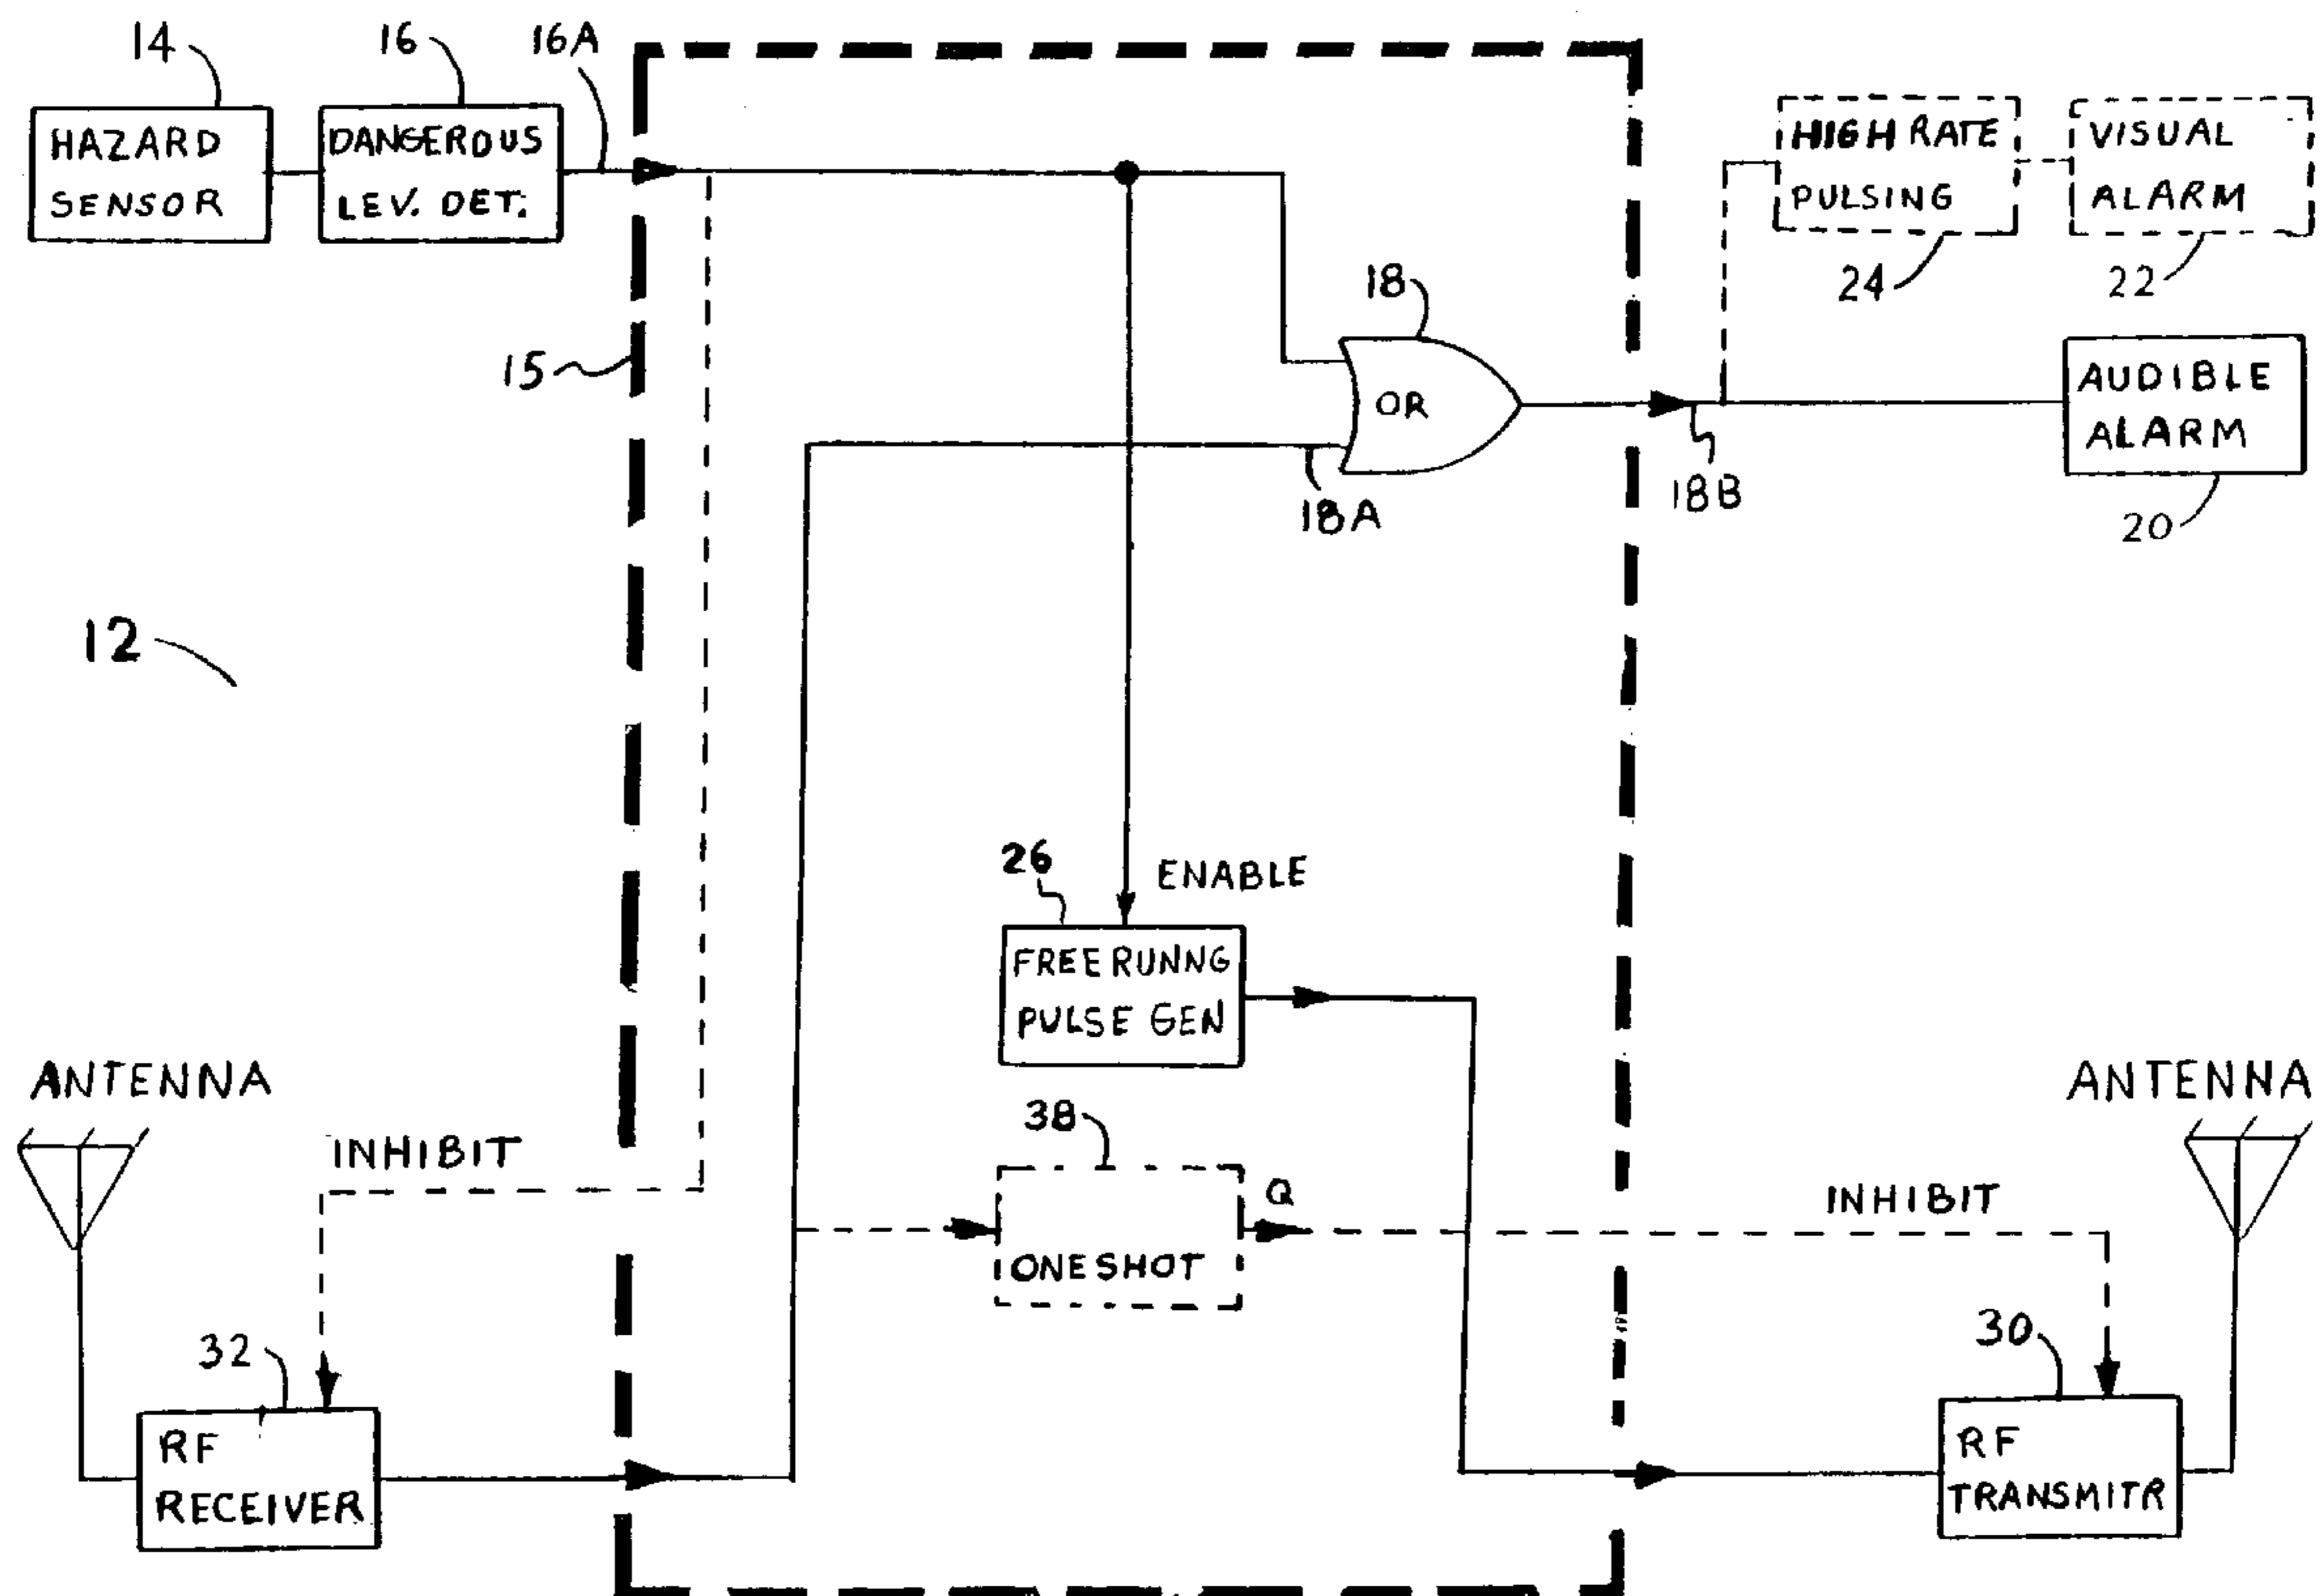 14
16
16A
HAZARD
SENSOR
DANGEROUS
LEV. DET.
HIGH RATE
PULSING
VISUAL
ALARM
24
22
15
18
OR
18A
18B
AUDIBLE
ALARM
20
12
26
ENABLE
FREE RUNNG
PULSE GEN
ANTENNA
ANTENNA
INHIBIT
38
ONESHOT
Q
INHIBIT
32
RF
RECEIVER
30
RF
TRANSMITR